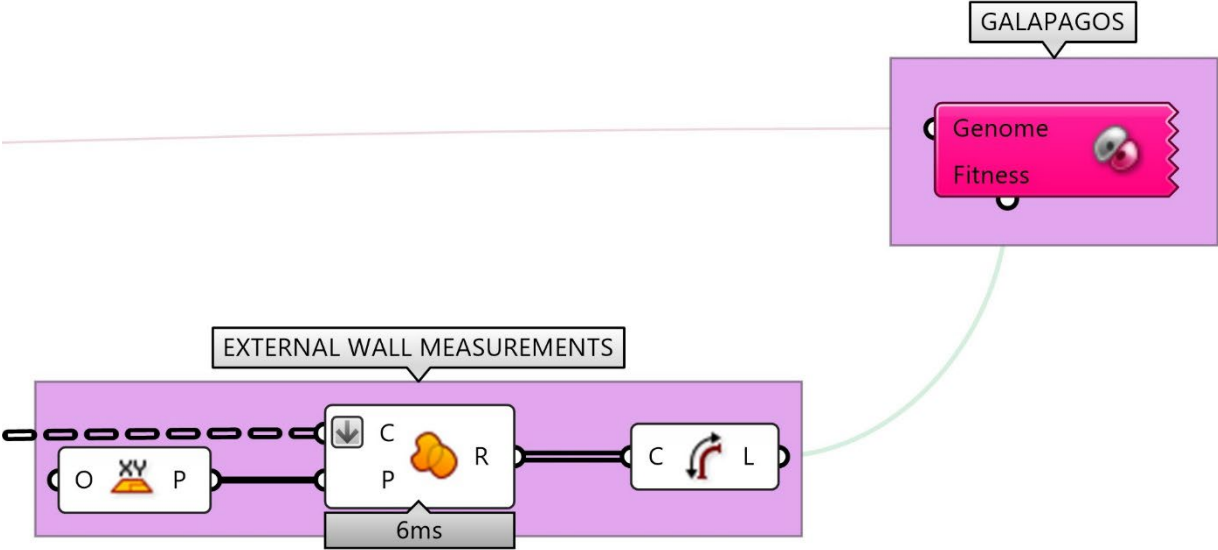 GALAPAGOS
Genome
Fitness
EXTERNAL WALL MEASUREMENTS
C
R
P
O XY P
C L
6ms